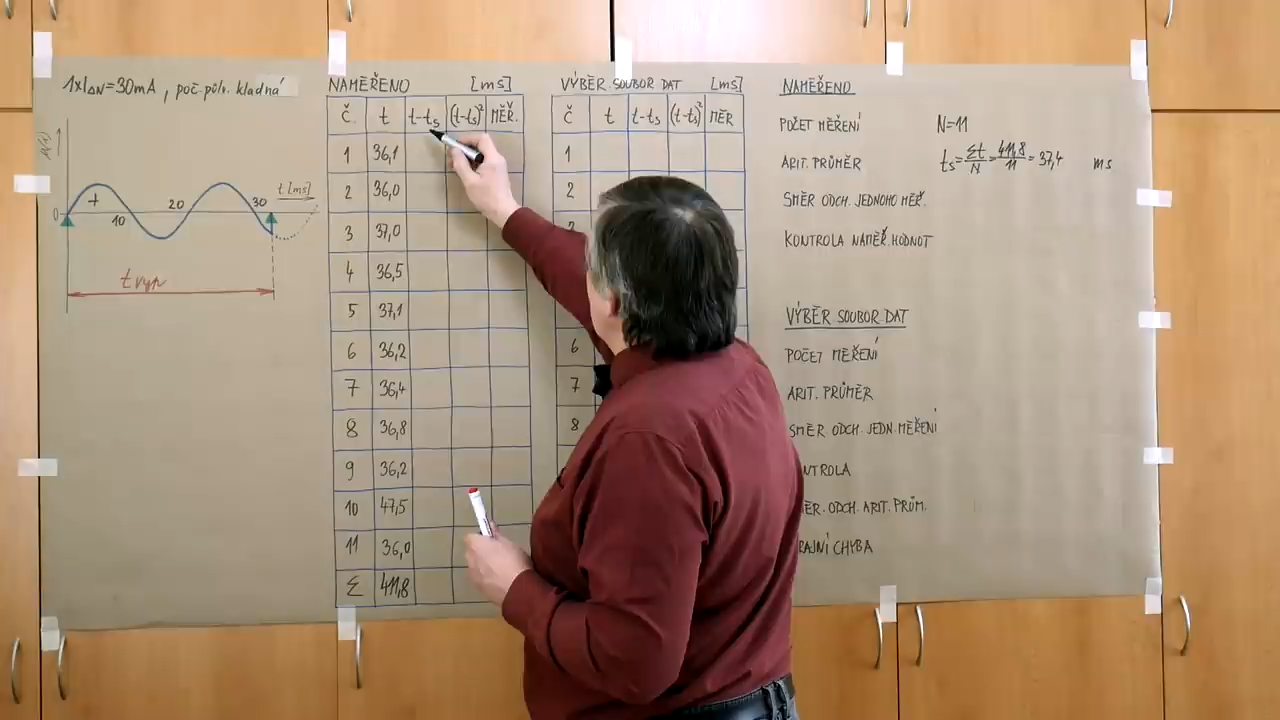 1xI∆N=30mA, poč. půlv. kladná
t [ms]
0
+
10
20
30
t vyp
NAMĚŘENO [ms]
Č. t t-ts (t-ts)² MĚŘ.
1 36,1
2 36,0
3 37,0
4 36,5
5 37,1
6 36,2
7 36,4
8 36,8
9 36,2
10 47,5
11 36,0
Σ 411,8
VÝBĚR. SOUBOR DAT [ms]
Č t t-ts (t-ts)² MĚR
1
2
6
7
8
NAMĚŘENO
POČET MĚŘENÍ N=11
ARIT. PRŮMĚR ts=Σt/N=411,8/11=37,4 ms
SMĚR ODCH. JEDNOHO MĚŘ.
KONTROLA NAMĚŘ. HODNOT
VÝBĚR SOUBOR DAT
POČET MĚŘENÍ
ARIT. PRŮMĚR
SMĚR ODCH. JEDN. MĚŘENÍ
NTROLA
ĚR. ODCH. ARIT. PRŮM.
AJNÍ CHYBA